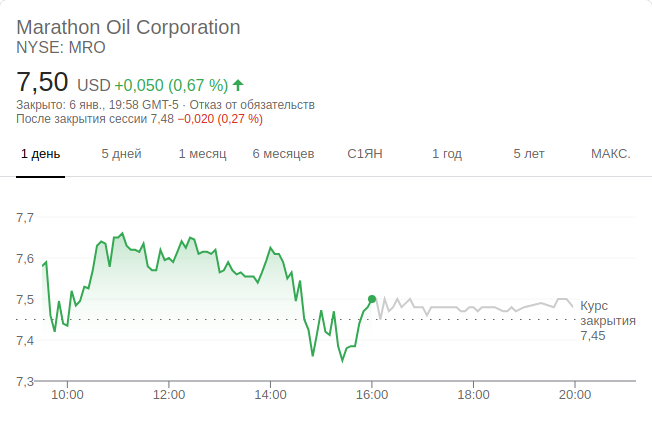 Marathon Oil Corporation
NYSE: MRO
7,50 USD +0,050 (0,67 %)
Закрыто: 6 янв., 19:58 GMT-5 · Отказ от обязательств
После закрытия сессии 7,48 −0,020 (0,27 %)
1 день 5 дней 1 месяц 6 месяцев С1ЯН 1 год 5 лет МАКС.
7,7
7,6
7,5
7,4
7,3
Курс
закрытия
7,45
10:00 12:00 14:00 16:00 18:00 20:00